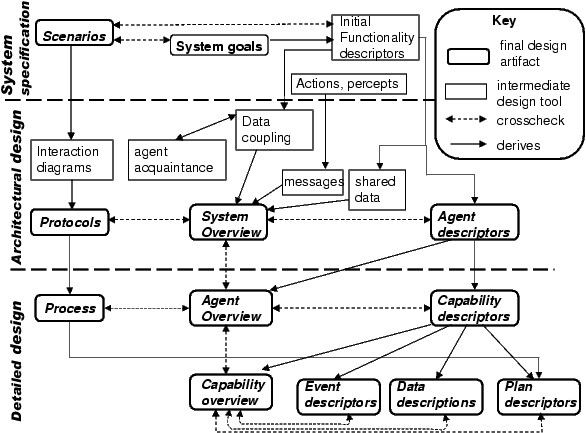 System
specification
Scenarios
System goals
Initial
Functionality
descriptors
Actions, percepts
Key
final design
artifact
intermediate
design tool
crosscheck
derives
Architectural design
Interaction
diagrams
agent
acquaintance
Data
coupling
messages
shared
data
Protocols
System
Overview
Agent
descriptors
Detailed design
Process
Agent
Overview
Capability
descriptors
Capability
overview
Event
descriptors
Data
descriptions
Plan
descriptors